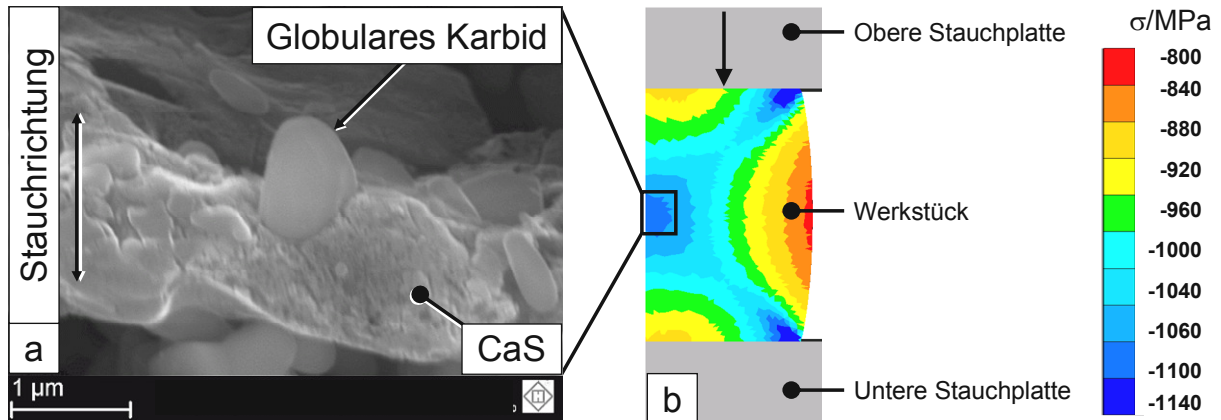 Stauchrichtung
Globulares Karbid
CaS
a
1 µm
Obere Stauchplatte
Werkstück
Untere Stauchplatte
b
σ/MPa
-800
-840
-880
-920
-960
-1000
-1040
-1060
-1100
-1140